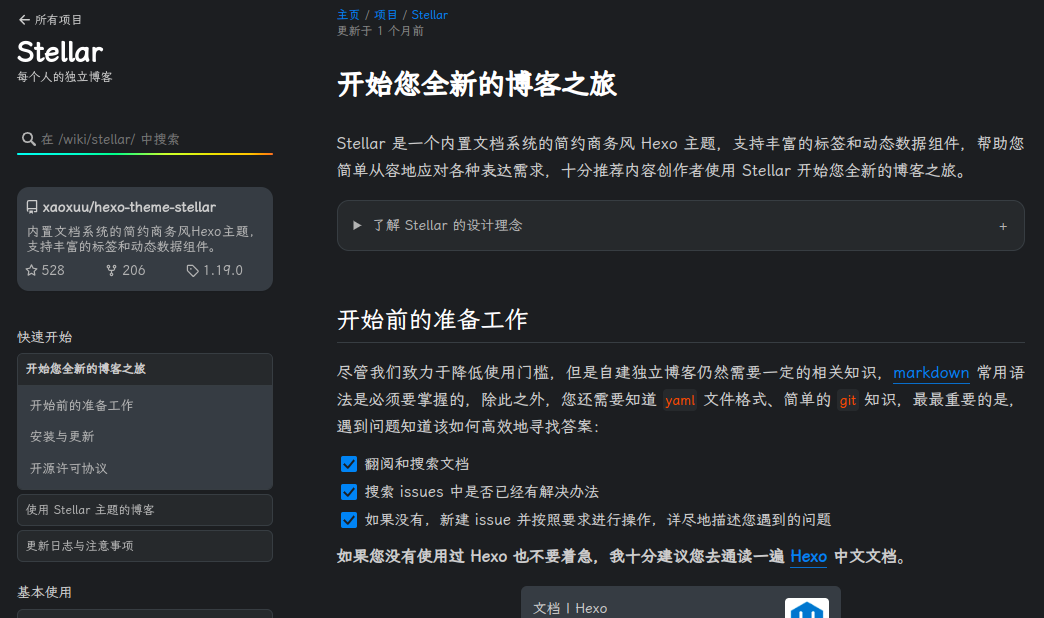 所有项目
Stellar
每个人的独立博客
在 /wiki/stellar/ 中搜索
xaoxuu/hexo-theme-stellar
内置文档系统的简约商务风Hexo主题，
支持丰富的标签和动态数据组件。
528 206 1.19.0
快速开始
开始您全新的博客之旅
开始前的准备工作
安装与更新
开源许可协议
使用 Stellar 主题的博客
更新日志与注意事项
基本使用
主页 / 项目 / Stellar
更新于 1 个月前
开始您全新的博客之旅
Stellar 是一个内置文档系统的简约商务风 Hexo 主题，支持丰富的标签和动态数据组件，帮助您
简单从容地应对各种表达需求，十分推荐内容创作者使用 Stellar 开始您全新的博客之旅。
了解 Stellar 的设计理念 +
开始前的准备工作
尽管我们致力于降低使用门槛，但是自建独立博客仍然需要一定的相关知识，markdown 常用语
法是必须要掌握的，除此之外，您还需要知道 yaml 文件格式、简单的 git 知识，最最重要的是，
遇到问题知道该如何高效地寻找答案：
翻阅和搜索文档
搜索 issues 中是否已经有解决办法
如果没有，新建 issue 并按照要求进行操作，详尽地描述您遇到的问题
如果您没有使用过 Hexo 也不要着急，我十分建议您去通读一遍 Hexo 中文文档。
文档 | Hexo